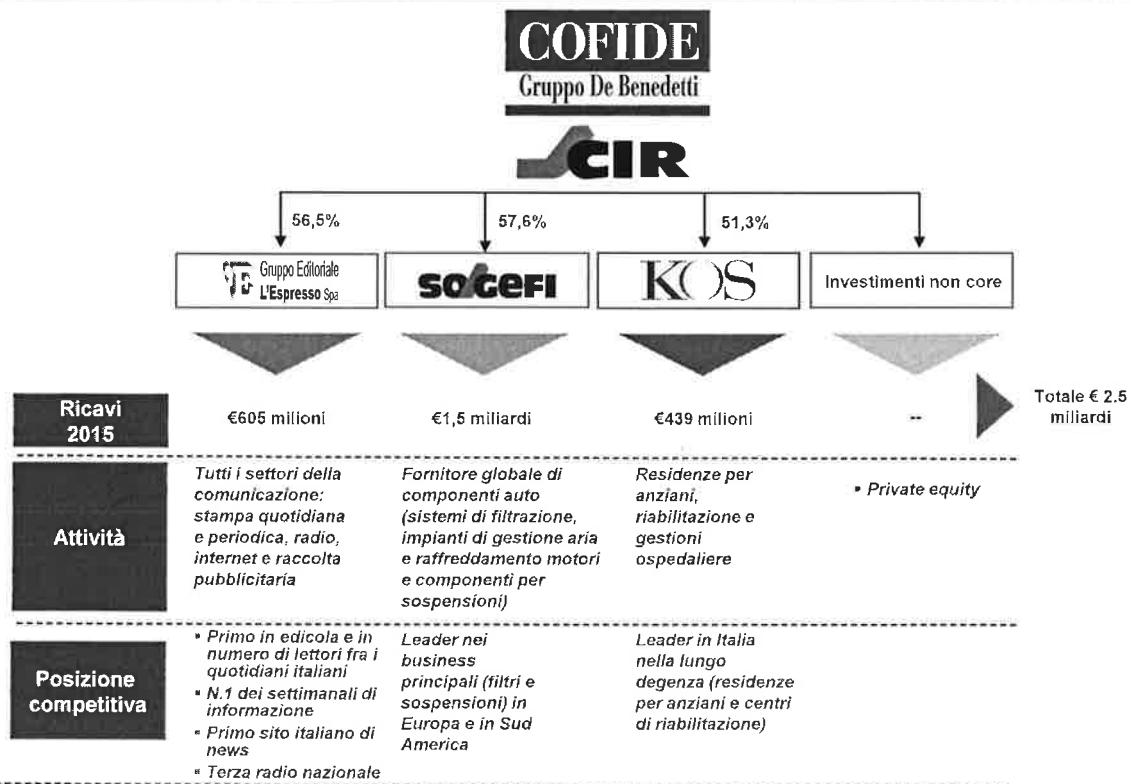 COFIDE
Gruppo De Benedetti
CIR
56,5%
57,6%
51,3%
Gruppo Editoriale
L'Espresso Spa
SOGEFI
KOS
Investimenti non core
Ricavi
2015
€605 milioni
€1,5 miliardi
€439 milioni
--
Totale € 2.5
miliardi
Attività
Tutti i settori della
comunicazione:
stampa quotidiana
e periodica, radio,
internet e raccolta
pubblicitaria
Fornitore globale di
componenti auto
(sistemi di filtrazione,
impianti di gestione aria
e raffreddamento motori
e componenti per
sospensioni)
Residenze per
anziani,
riabilitazione e
gestioni
ospedaliere
▪ Private equity
Posizione
competitiva
▪ Primo in edicola e in
numero di lettori fra i
quotidiani italiani
▪ N.1 dei settimanali di
informazione
▪ Primo sito italiano di
news
▪ Terza radio nazionale
Leader nei
business
principali (filtri e
sospensioni) in
Europa e in Sud
America
Leader in Italia
nella lungo
degenza (residenze
per anziani e centri
di riabilitazione)